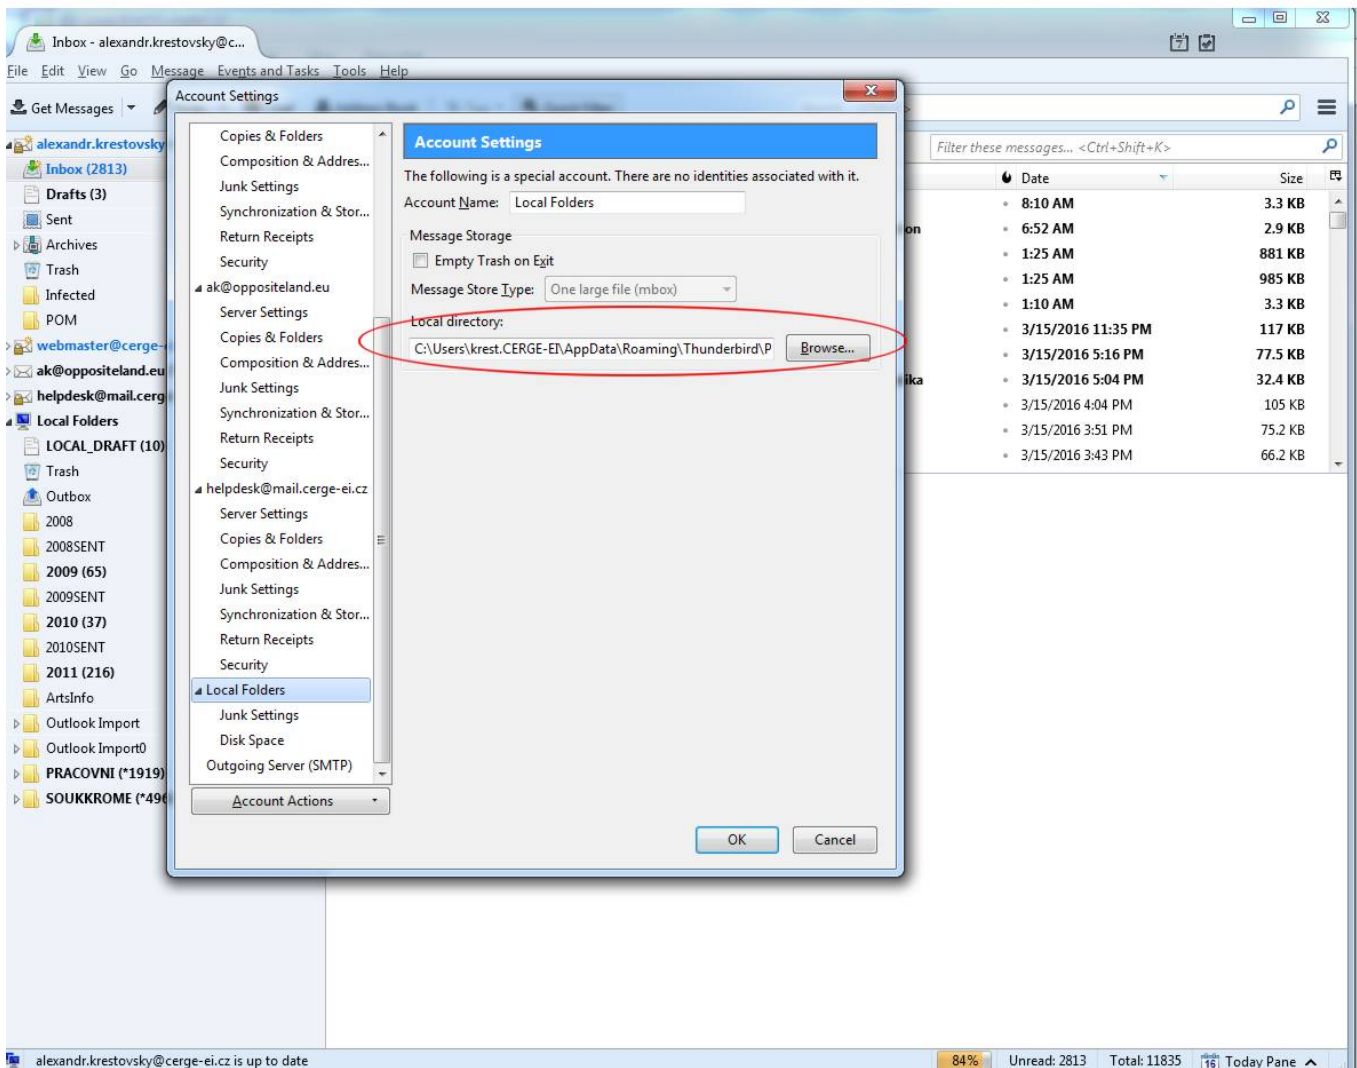 Inbox - alexandr.krestovsky@c...
7
File Edit View Go Message Events and Tasks Tools Help
Get Messages
Filter these messages... <Ctrl+Shift+K>
alexandr.krestovsky
Inbox (2813)
Drafts (3)
Sent
Archives
Trash
Infected
POM
webmaster@cerge-
ak@oppositeland.eu
helpdesk@mail.cerg
Local Folders
LOCAL_DRAFT (10)
Trash
Outbox
2008
2008SENT
2009 (65)
2009SENT
2010 (37)
2010SENT
2011 (216)
ArtsInfo
Outlook Import
Outlook Import0
PRACOVNI (*1919)
SOUKKROME (*496
Account Settings
Copies & Folders
Composition & Addres...
Junk Settings
Synchronization & Stor...
Return Receipts
Security
ak@oppositeland.eu
Server Settings
Copies & Folders
Composition & Addres...
Junk Settings
Synchronization & Stor...
Return Receipts
Security
helpdesk@mail.cerge-ei.cz
Server Settings
Copies & Folders
Composition & Addres...
Junk Settings
Synchronization & Stor...
Return Receipts
Security
Local Folders
Junk Settings
Disk Space
Outgoing Server (SMTP)
Account Actions
Account Settings
The following is a special account. There are no identities associated with it.
Account Name: Local Folders
Message Storage
Empty Trash on Exit
Message Store Type: One large file (mbox)
Local directory:
C:\Users\krest.CERGE-EI\AppData\Roaming\Thunderbird\P Browse...
OK Cancel
Date Size
8:10 AM 3.3 KB
on 6:52 AM 2.9 KB
1:25 AM 881 KB
1:25 AM 985 KB
1:10 AM 3.3 KB
3/15/2016 11:35 PM 117 KB
3/15/2016 5:16 PM 77.5 KB
ika 3/15/2016 5:04 PM 32.4 KB
3/15/2016 4:04 PM 105 KB
3/15/2016 3:51 PM 75.2 KB
3/15/2016 3:43 PM 66.2 KB
alexandr.krestovsky@cerge-ei.cz is up to date 84% Unread: 2813 Total: 11835 16 Today Pane